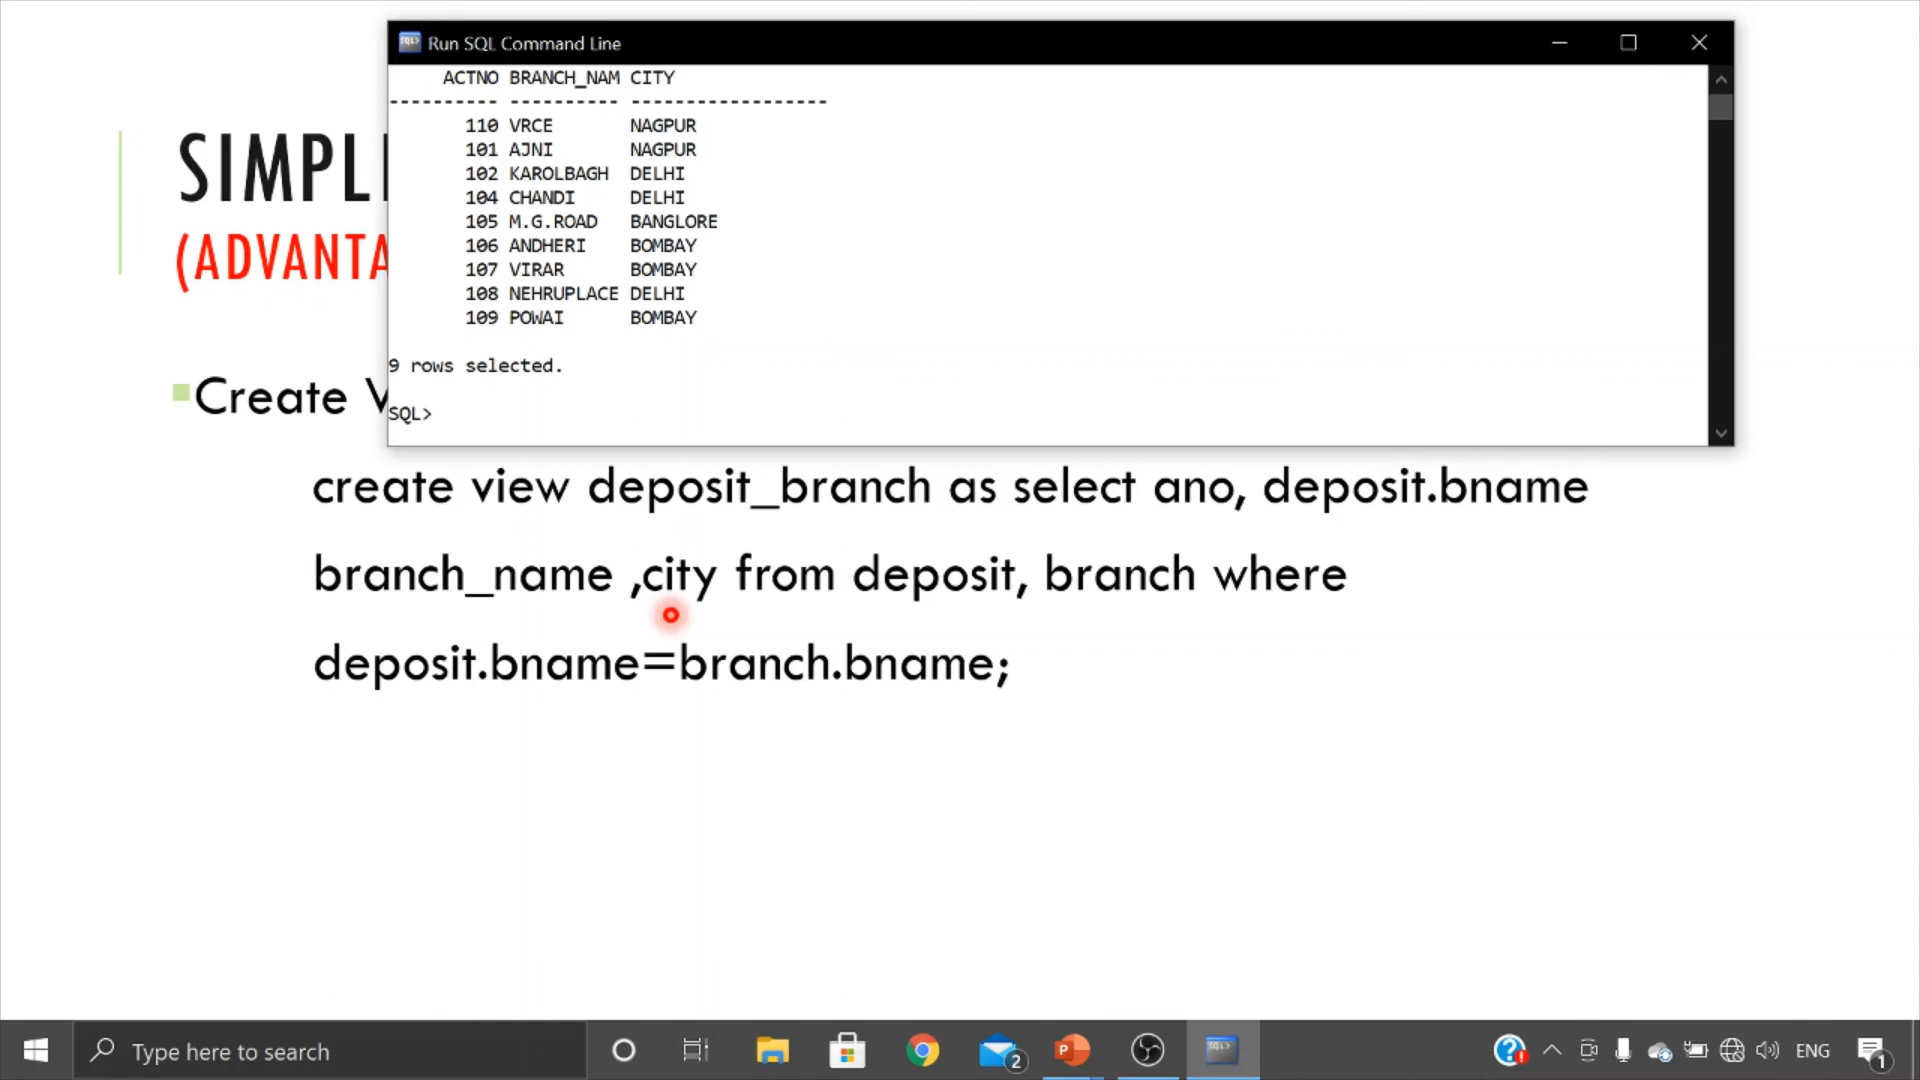 Run SQL Command Line
ACTNO BRANCH_NAM CITY
---------- ---------- ------------------
110 VRCE NAGPUR
101 AJNI NAGPUR
102 KAROLBAGH DELHI
104 CHANDI DELHI
105 M.G.ROAD BANGLORE
106 ANDHERI BOMBAY
107 VIRAR BOMBAY
108 NEHRUPLACE DELHI
109 POWAI BOMBAY
9 rows selected.
SQL>
SIMPL
(ADVANTA
Create V
create view deposit_branch as select ano, deposit.bname
branch_name ,city from deposit, branch where
deposit.bname=branch.bname;
Type here to search
2
P
SQL>
ENG
1